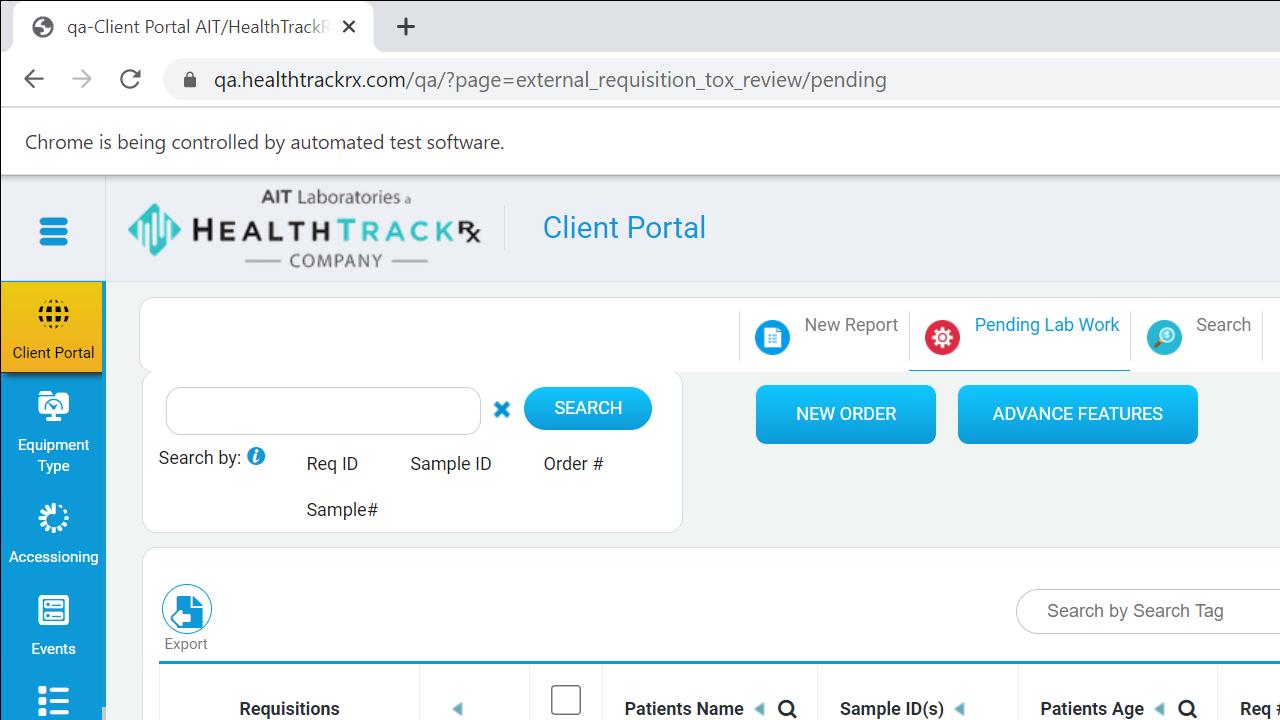 qa-Client Portal AIT/HealthTrackR
qa.healthtrackrx.com/qa/?page=external_requisition_tox_review/pending
Chrome is being controlled by automated test software.
AIT Laboratories a
HEALTHTRACKRx
COMPANY
Client Portal
Client Portal
New Report
Pending Lab Work
Search
SEARCH
NEW ORDER
ADVANCE FEATURES
Search by:
Req ID
Sample ID
Order #
Sample#
Equipment
Type
Accessioning
Events
Export
Search by Search Tag
Requisitions
Patients Name
Sample ID(s)
Patients Age
Req